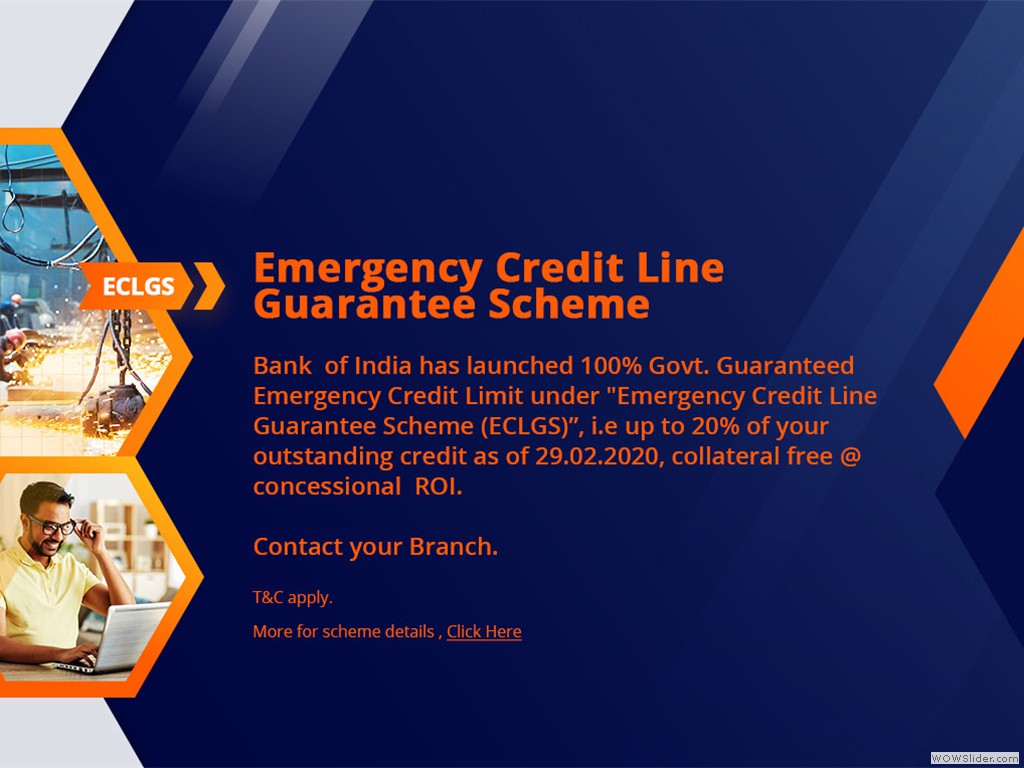 ECLGS
Emergency Credit Line
Guarantee Scheme
Bank  of India has launched 100% Govt. Guaranteed
Emergency Credit Limit under "Emergency Credit Line
Guarantee Scheme (ECLGS)”, i.e up to 20% of your
outstanding credit as of 29.02.2020, collateral free @
concessional  ROI.
Contact your Branch.
T&C apply.
More for scheme details , Click Here
WOWSlider.com